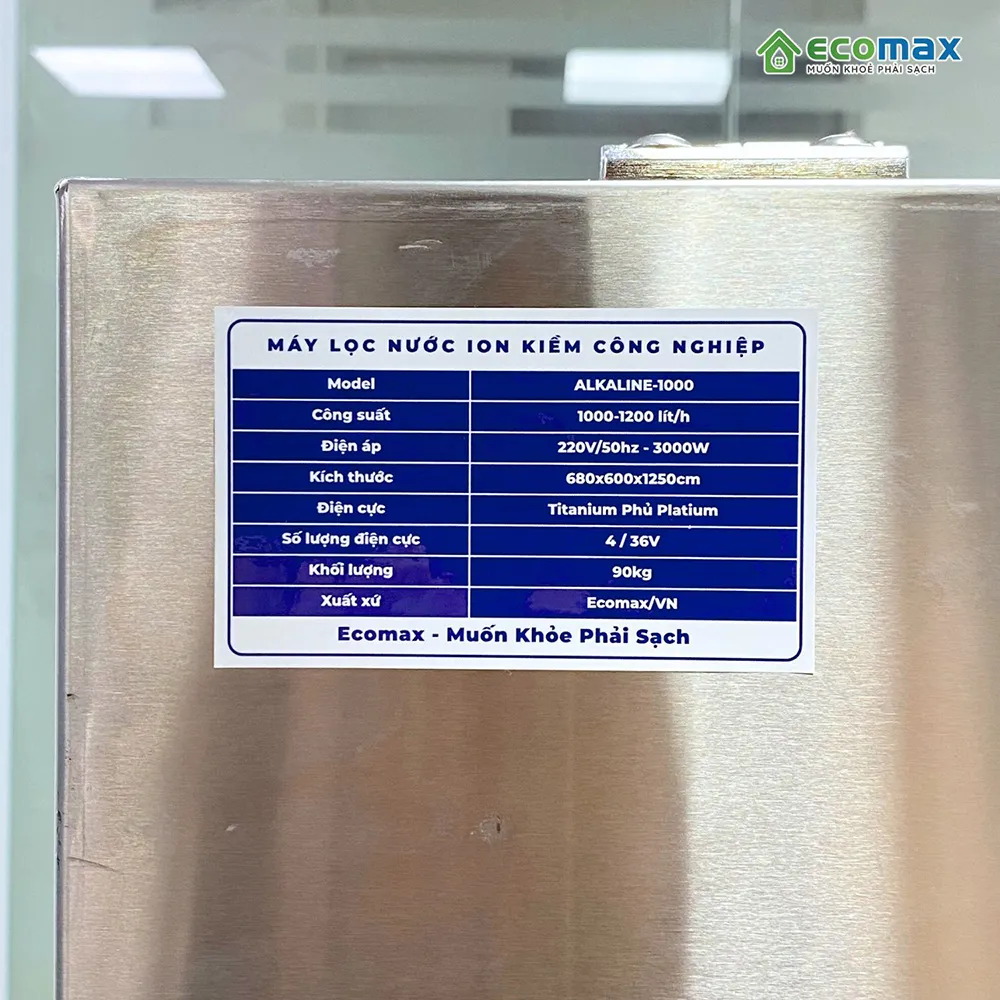 ecomax
MUỐN KHOẺ PHẢI SẠCH
MÁY LỌC NƯỚC ION KIỀM CÔNG NGHIỆP
Model ALKALINE-1000
Công suất 1000-1200 lít/h
Điện áp 220V/50hz - 3000W
Kích thước 680x600x1250cm
Điện cực Titanium Phủ Platium
Số lượng điện cực 4 / 36V
Khối lượng 90kg
Xuất xứ Ecomax/VN
Ecomax - Muốn Khỏe Phải Sạch